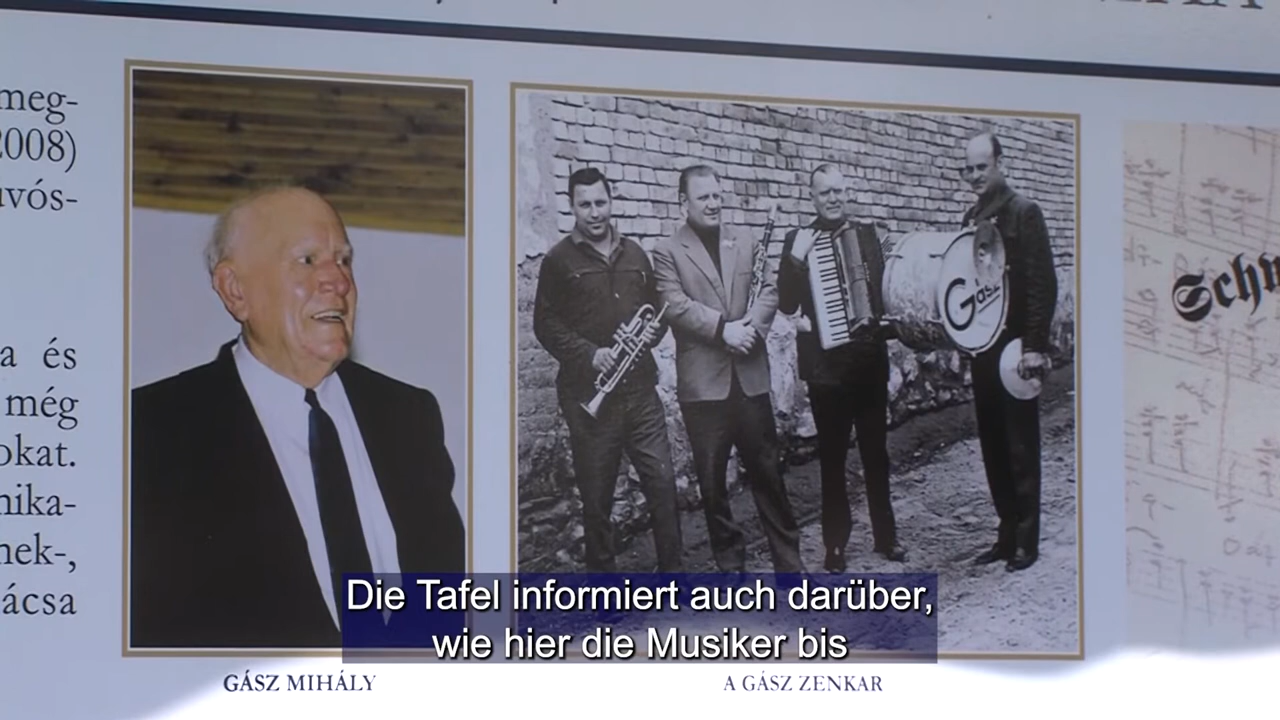 meg-
2008)
vós-
a és
még
okat.
nika-
nek-,
ácsa
Gász
Schw
GÁSZ MIHÁLY
A GÁSZ ZENKAR
Die Tafel informiert auch darüber,
wie hier die Musiker bis